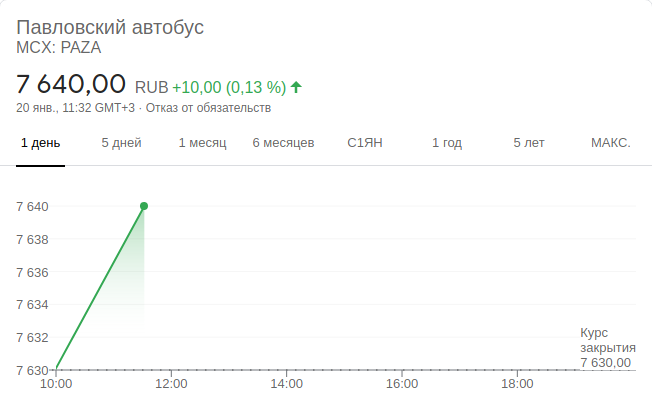 Павловский автобус
MCX: PAZA
7 640,00 RUB +10,00 (0,13 %)
20 янв., 11:32 GMT+3 · Отказ от обязательств
1 день 5 дней 1 месяц 6 месяцев С1ЯН 1 год 5 лет МАКС.
7 640
7 638
7 636
7 634
7 632
7 630
Курс
закрытия
7 630,00
10:00 12:00 14:00 16:00 18:00